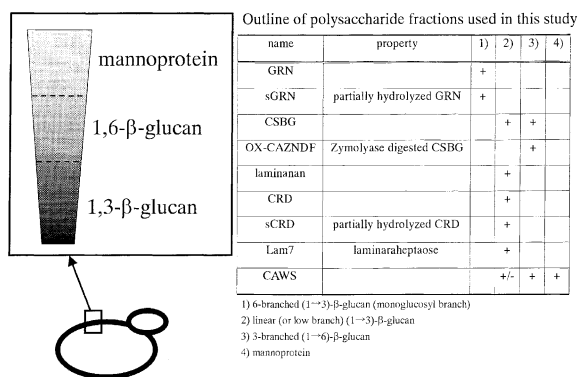 mannoprotein
1,6-β-glucan
1,3-β-glucan
Outline of polysaccharide fractions used in this study
name property 1) 2) 3) 4)
GRN +
sGRN partially hydrolyzed GRN +
CSBG + +
OX-CAZNDF Zymolyase digested CSBG +
laminanan +
CRD +
sCRD partially hydrolyzed CRD +
Lam7 laminaraheptaose +
CAWS +/- + +
1) 6-branched (1→3)-β-glucan (monoglucosyl branch)
2) linear (or low branch) (1→3)-β-glucan
3) 3-branched (1→6)-β-glucan
4) mannoprotein